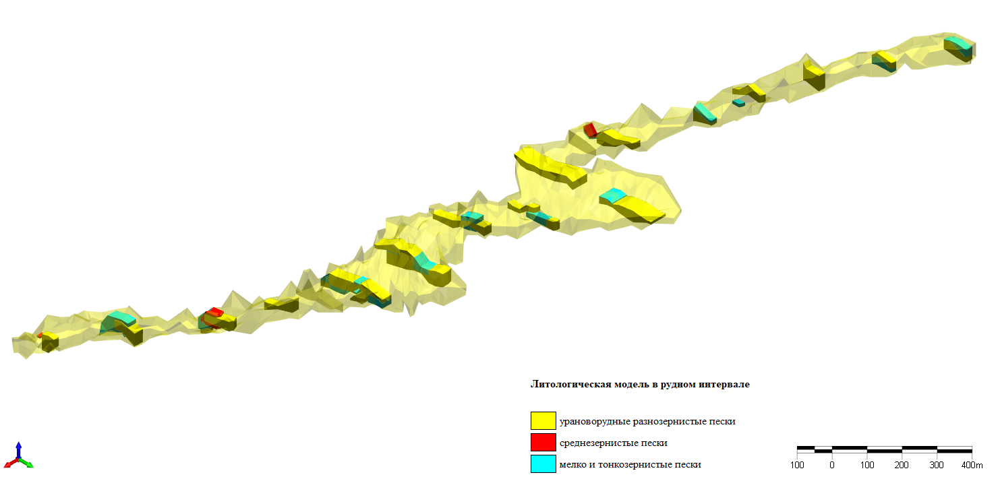 Литологическая модель в рудном интервале
урановорудные разнозернистые пески
среднезернистые пески
мелко и тонкозернистые пески
100 0 100 200 300 400m